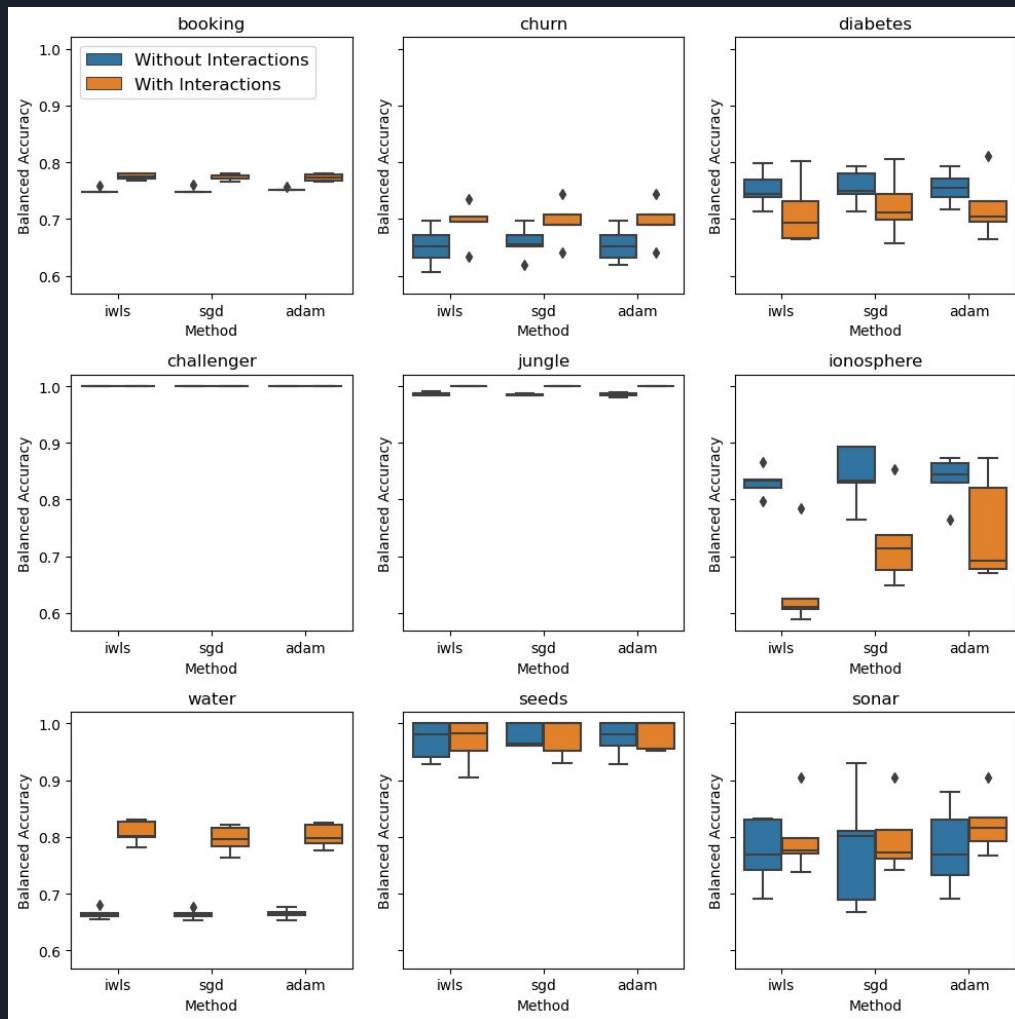 booking
churn
diabetes
Without Interactions
With Interactions
Balanced Accuracy
1.0
0.9
0.8
0.7
0.6
iwls
sgd
adam
Method
Balanced Accuracy
iwls
sgd
adam
Method
Balanced Accuracy
iwls
sgd
adam
Method
challenger
jungle
ionosphere
Balanced Accuracy
1.0
0.9
0.8
0.7
0.6
iwls
sgd
adam
Method
Balanced Accuracy
iwls
sgd
adam
Method
Balanced Accuracy
iwls
sgd
adam
Method
water
seeds
sonar
Balanced Accuracy
1.0
0.9
0.8
0.7
0.6
iwls
sgd
adam
Method
Balanced Accuracy
iwls
sgd
adam
Method
Balanced Accuracy
iwls
sgd
adam
Method